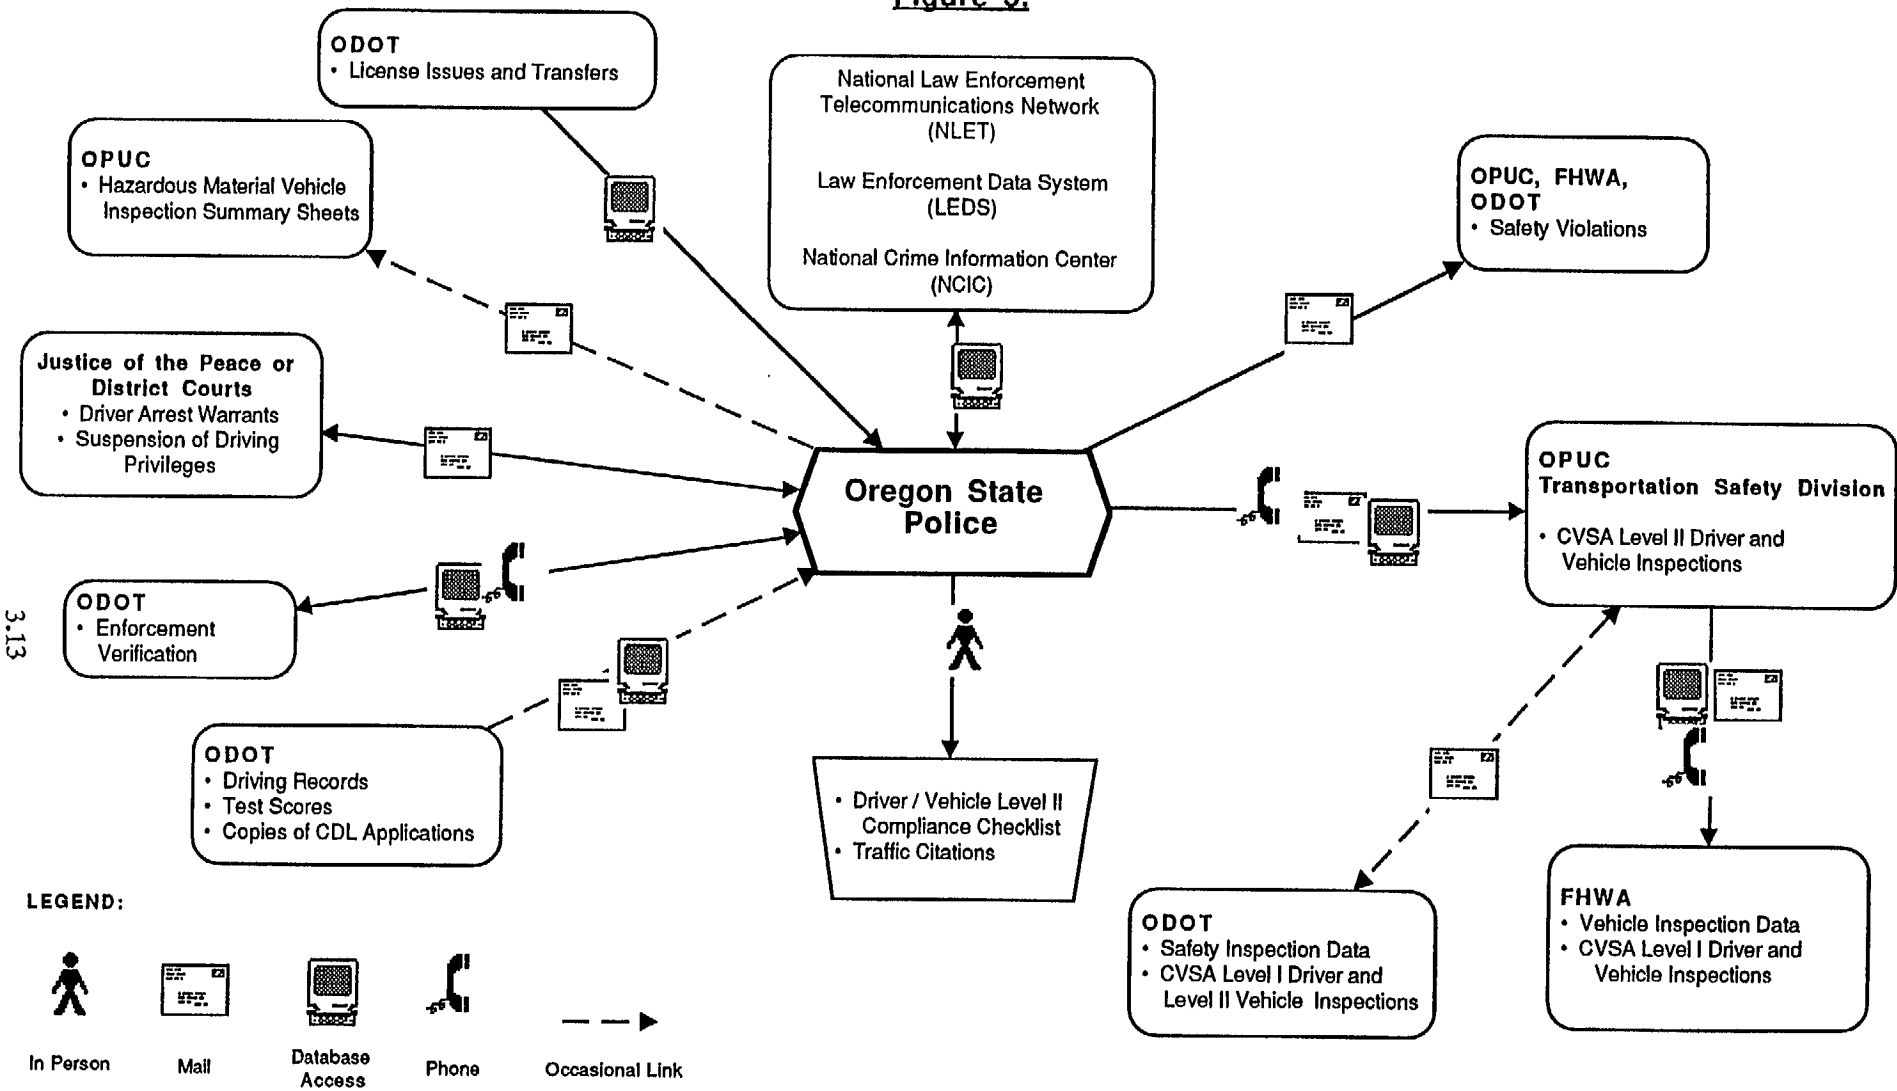 Figure 3.
ODOT
• License Issues and Transfers
National Law Enforcement
Telecommunications Network
(NLET)
Law Enforcement Data System
(LEDS)
National Crime Information Center
(NCIC)
OPUC
• Hazardous Material Vehicle
Inspection Summary Sheets
OPUC, FHWA,
ODOT
• Safety Violations
Justice of the Peace or
District Courts
• Driver Arrest Warrants
• Suspension of Driving
Privileges
Oregon State
Police
OPUC
Transportation Safety Division
• CVSA Level II Driver and
Vehicle Inspections
ODOT
• Enforcement
Verification
3.13
ODOT
• Driving Records
• Test Scores
• Copies of CDL Applications
• Driver / Vehicle Level II
Compliance Checklist
• Traffic Citations
ODOT
• Safety Inspection Data
• CVSA Level I Driver and
Level II Vehicle Inspections
FHWA
• Vehicle Inspection Data
• CVSA Level I Driver and
Vehicle Inspections
LEGEND:
In Person
Mail
Database
Access
Phone
Occasional Link